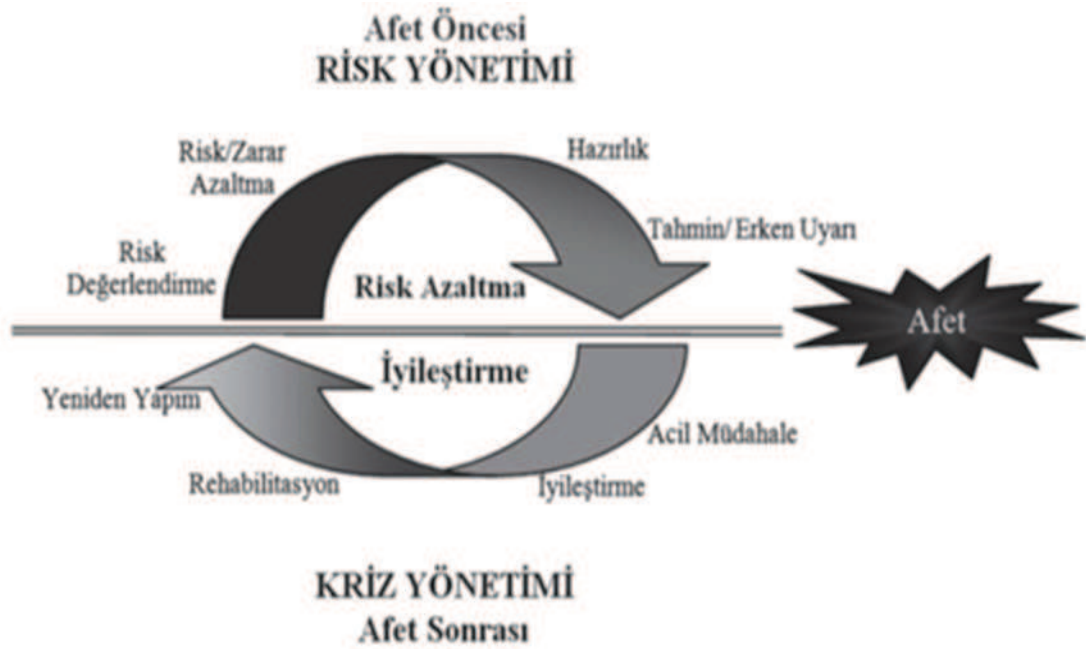 Afet Öncesi
RİSK YÖNETİMİ
Risk/Zarar
Azaltma
Hazırlık
Tahmin/ Erken Uyarı
Risk
Değerlendirme
Risk Azaltma
Afet
İyileştirme
Yeniden Yapım
Acil Müdahale
Rehabilitasyon
İyileştirme
KRİZ YÖNETİMİ
Afet Sonrası